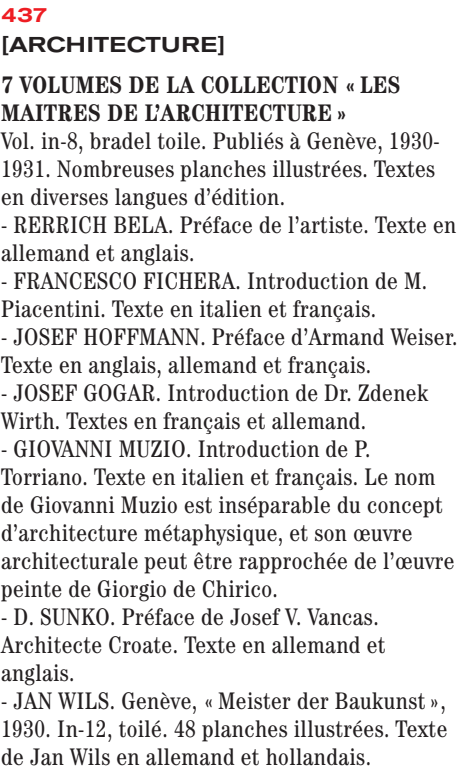 437
[ARCHITECTURE]
7 VOLUMES DE LA COLLECTION « LES
MAITRES DE L’ARCHITECTURE »
Vol. in-8, bradel toile. Publiés à Genève, 1930-
1931. Nombreuses planches illustrées. Textes
en diverses langues d’édition.
- RERRICH BELA. Préface de l’artiste. Texte en
allemand et anglais.
- FRANCESCO FICHERA. Introduction de M.
Piacentini. Texte en italien et français.
- JOSEF HOFFMANN. Préface d’Armand Weiser.
Texte en anglais, allemand et français.
- JOSEF GOGAR. Introduction de Dr. Zdenek
Wirth. Textes en français et allemand.
- GIOVANNI MUZIO. Introduction de P.
Torriano. Texte en italien et français. Le nom
de Giovanni Muzio est inséparable du concept
d’architecture métaphysique, et son œuvre
architecturale peut être rapprochée de l’œuvre
peinte de Giorgio de Chirico.
- D. SUNKO. Préface de Josef V. Vancas.
Architecte Croate. Texte en allemand et
anglais.
- JAN WILS. Genève, « Meister der Baukunst »,
1930. In-12, toilé. 48 planches illustrées. Texte
de Jan Wils en allemand et hollandais.